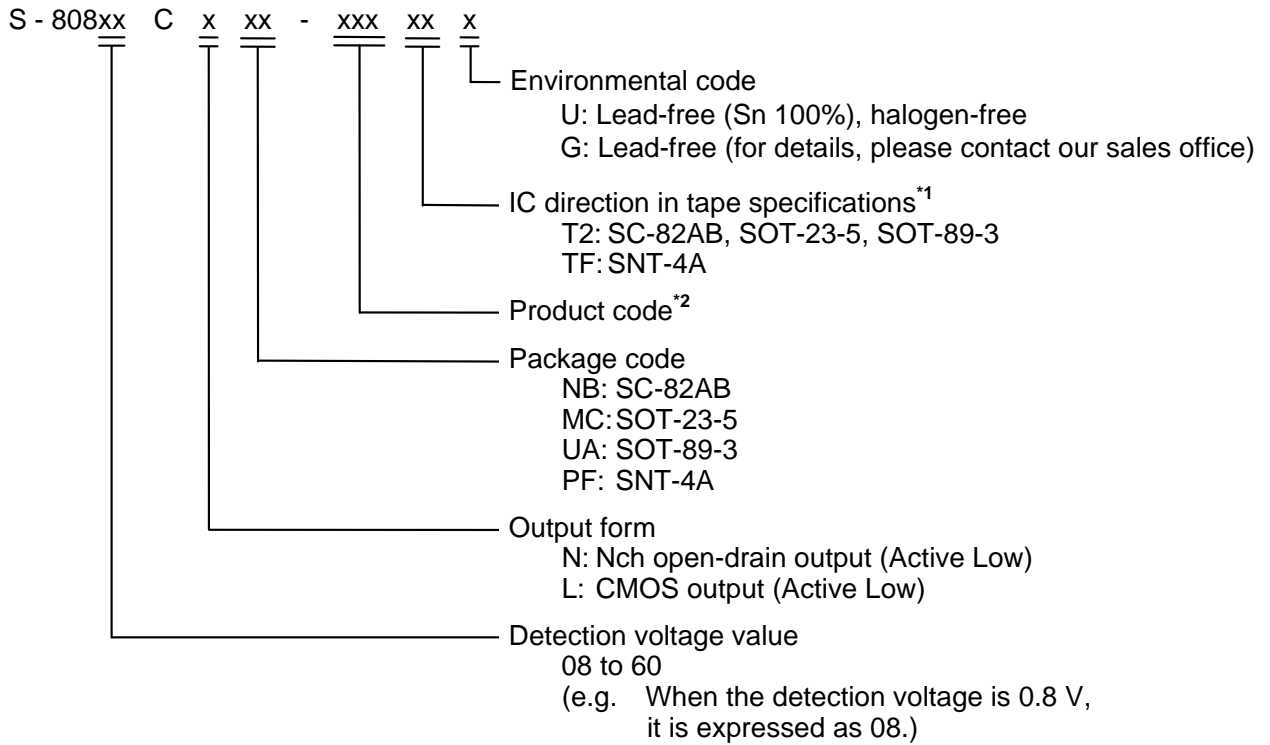 S - 808xx C x xx - xxx xx x
Environmental code
U: Lead-free (Sn 100%), halogen-free
G: Lead-free (for details, please contact our sales office)
IC direction in tape specifications*1
T2: SC-82AB, SOT-23-5, SOT-89-3
TF: SNT-4A
Product code*2
Package code
NB: SC-82AB
MC: SOT-23-5
UA: SOT-89-3
PF: SNT-4A
Output form
N: Nch open-drain output (Active Low)
L: CMOS output (Active Low)
Detection voltage value
08 to 60
(e.g. When the detection voltage is 0.8 V,
it is expressed as 08.)